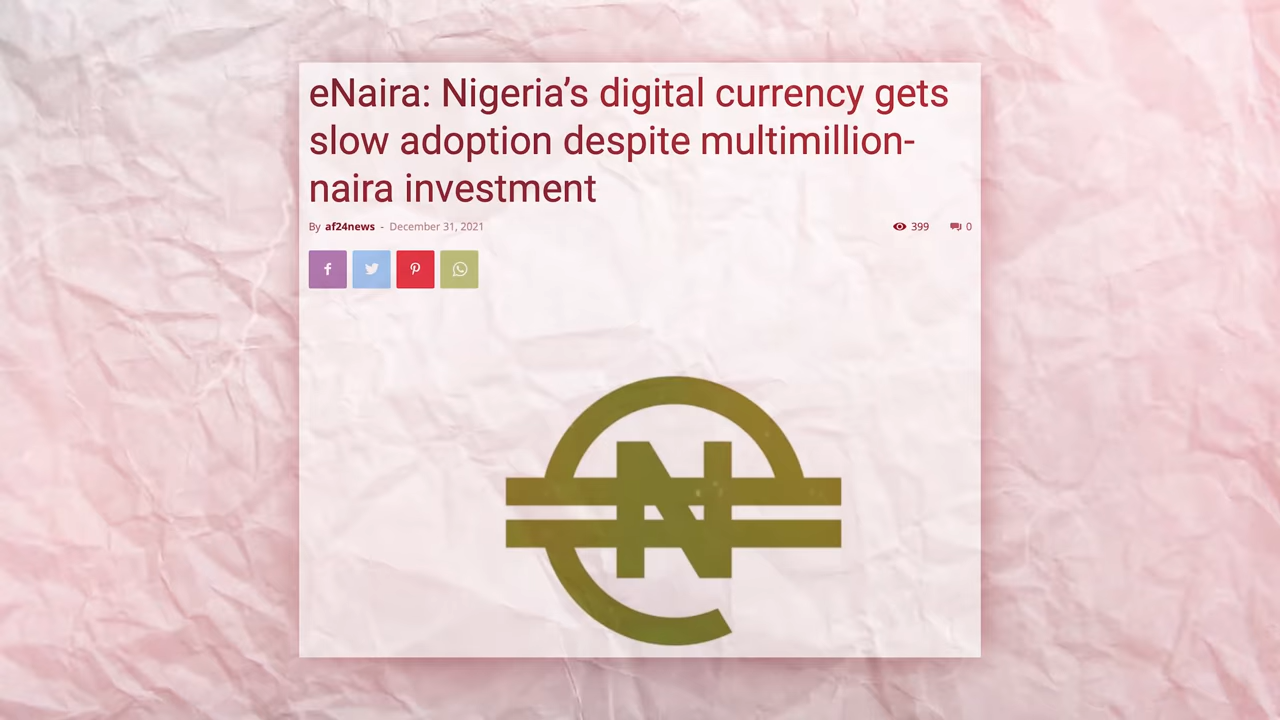 eNaira: Nigeria’s digital currency gets
slow adoption despite multimillion-
naira investment
By af24news - December 31, 2021
399
0